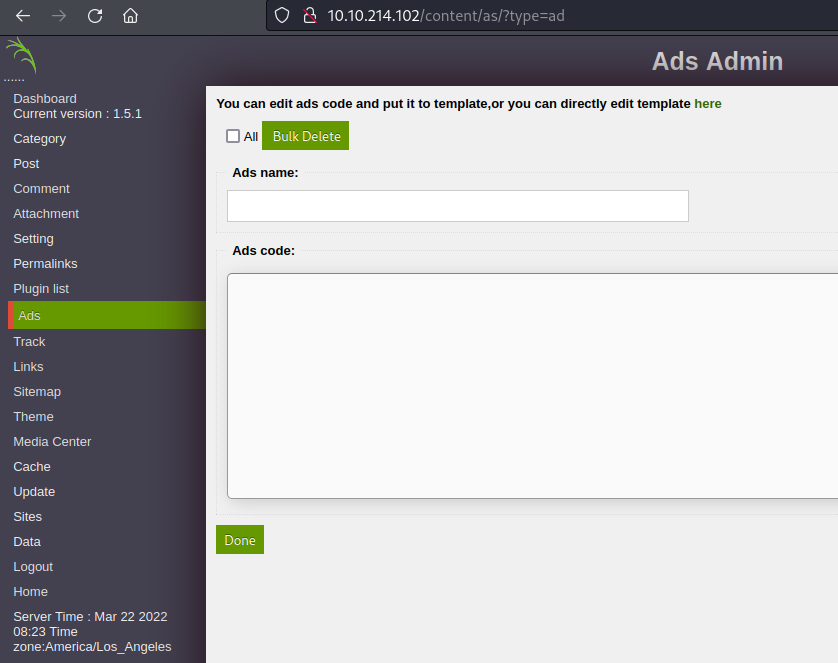 10.10.214.102/content/as/?type=ad
......
Ads Admin
Dashboard
Current version : 1.5.1
Category
Post
Comment
Attachment
Setting
Permalinks
Plugin list
Ads
Track
Links
Sitemap
Theme
Media Center
Cache
Update
Sites
Data
Logout
Home
Server Time : Mar 22 2022
08:23 Time
zone:America/Los_Angeles
You can edit ads code and put it to template,or you can directly edit template here
All Bulk Delete
Ads name:
Ads code:
Done